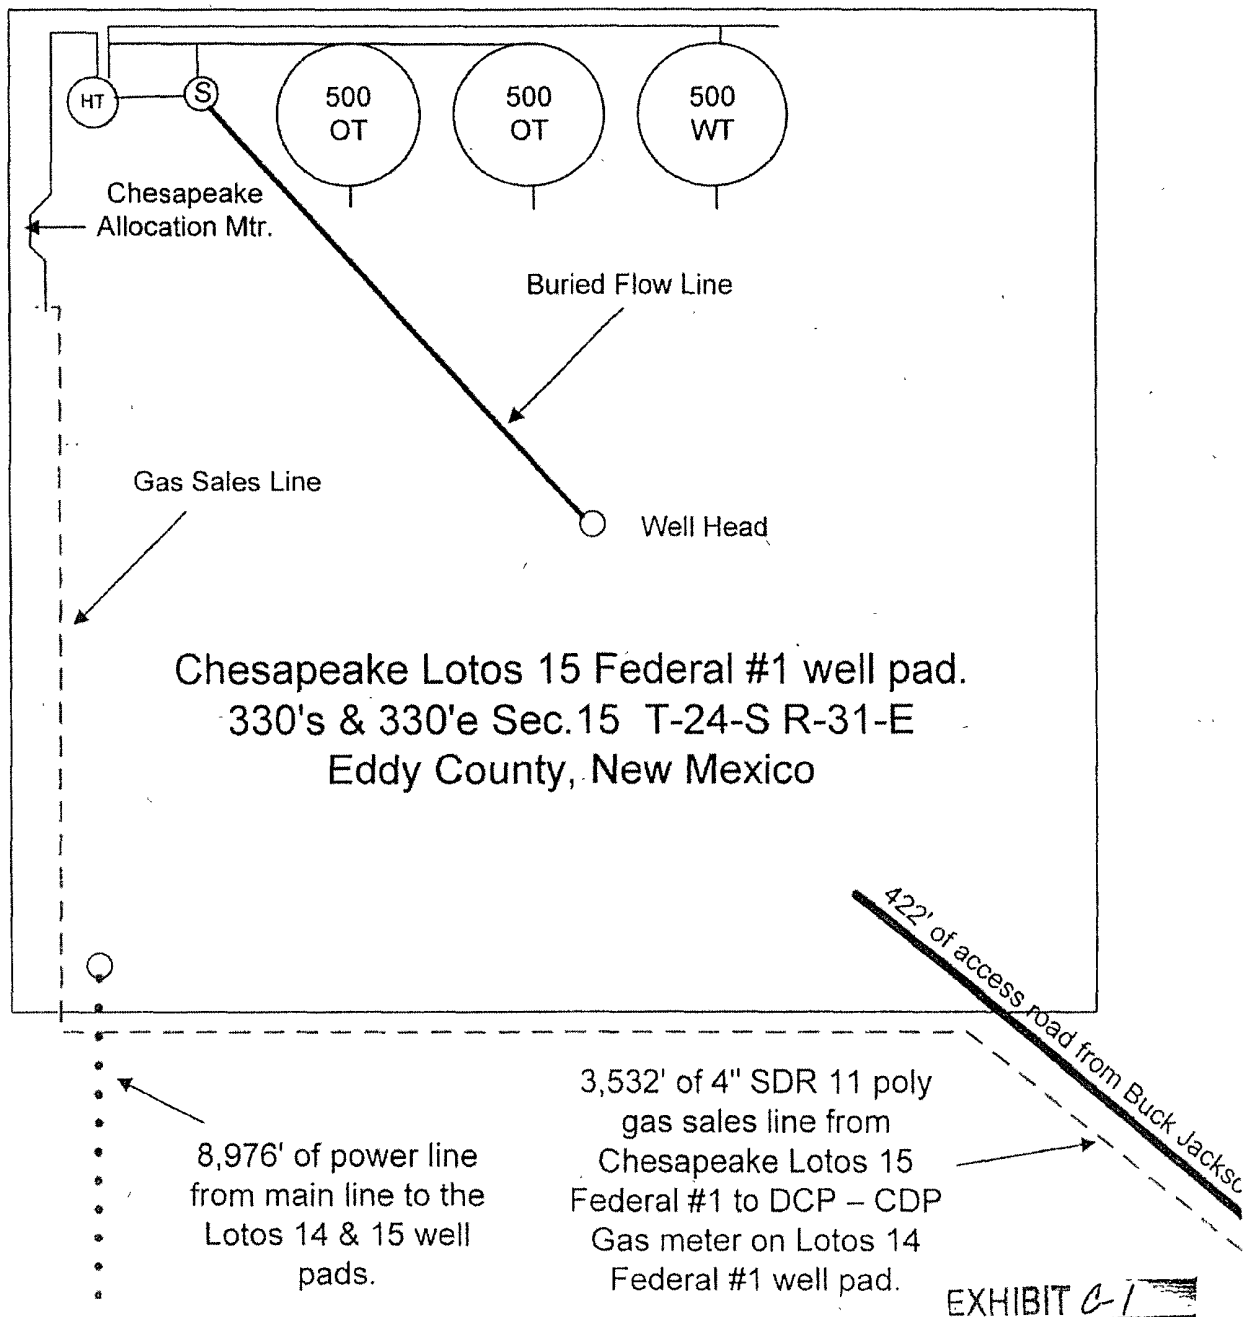 HT
S
500
OT
500
OT
500
WT
Chesapeake
Allocation Mtr.
Buried Flow Line
Gas Sales Line
Well Head
Chesapeake Lotos 15 Federal #1 well pad.
330's & 330'e Sec.15 T-24-S R-31-E
Eddy County, New Mexico
422' of access road from Buck Jackso
8,976' of power line
from main line to the
Lotos 14 & 15 well
pads.
3,532' of 4" SDR 11 poly
gas sales line from
Chesapeake Lotos 15
Federal #1 to DCP – CDP
Gas meter on Lotos 14
Federal #1 well pad.
EXHIBIT C-1